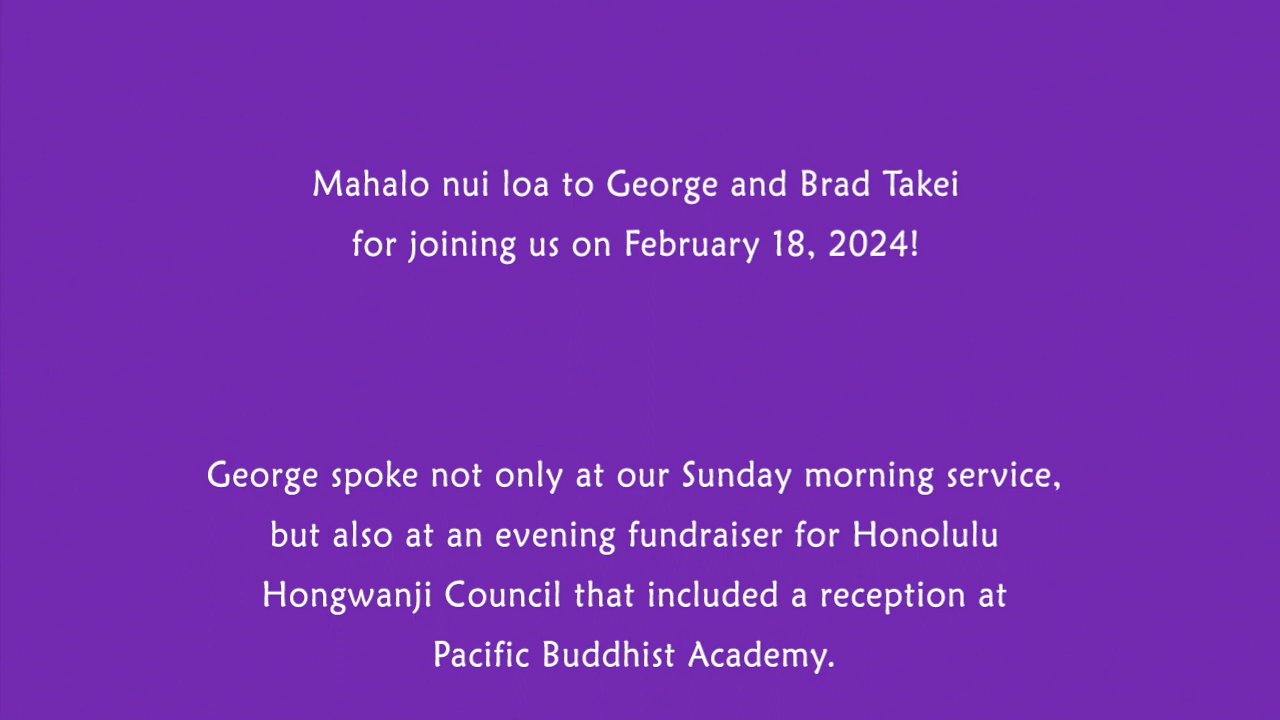 Mahalo nui loa to George and Brad Takei
for joining us on February 18, 2024!
George spoke not only at our Sunday morning service,
but also at an evening fundraiser for Honolulu
Hongwanji Council that included a reception at
Pacific Buddhist Academy.